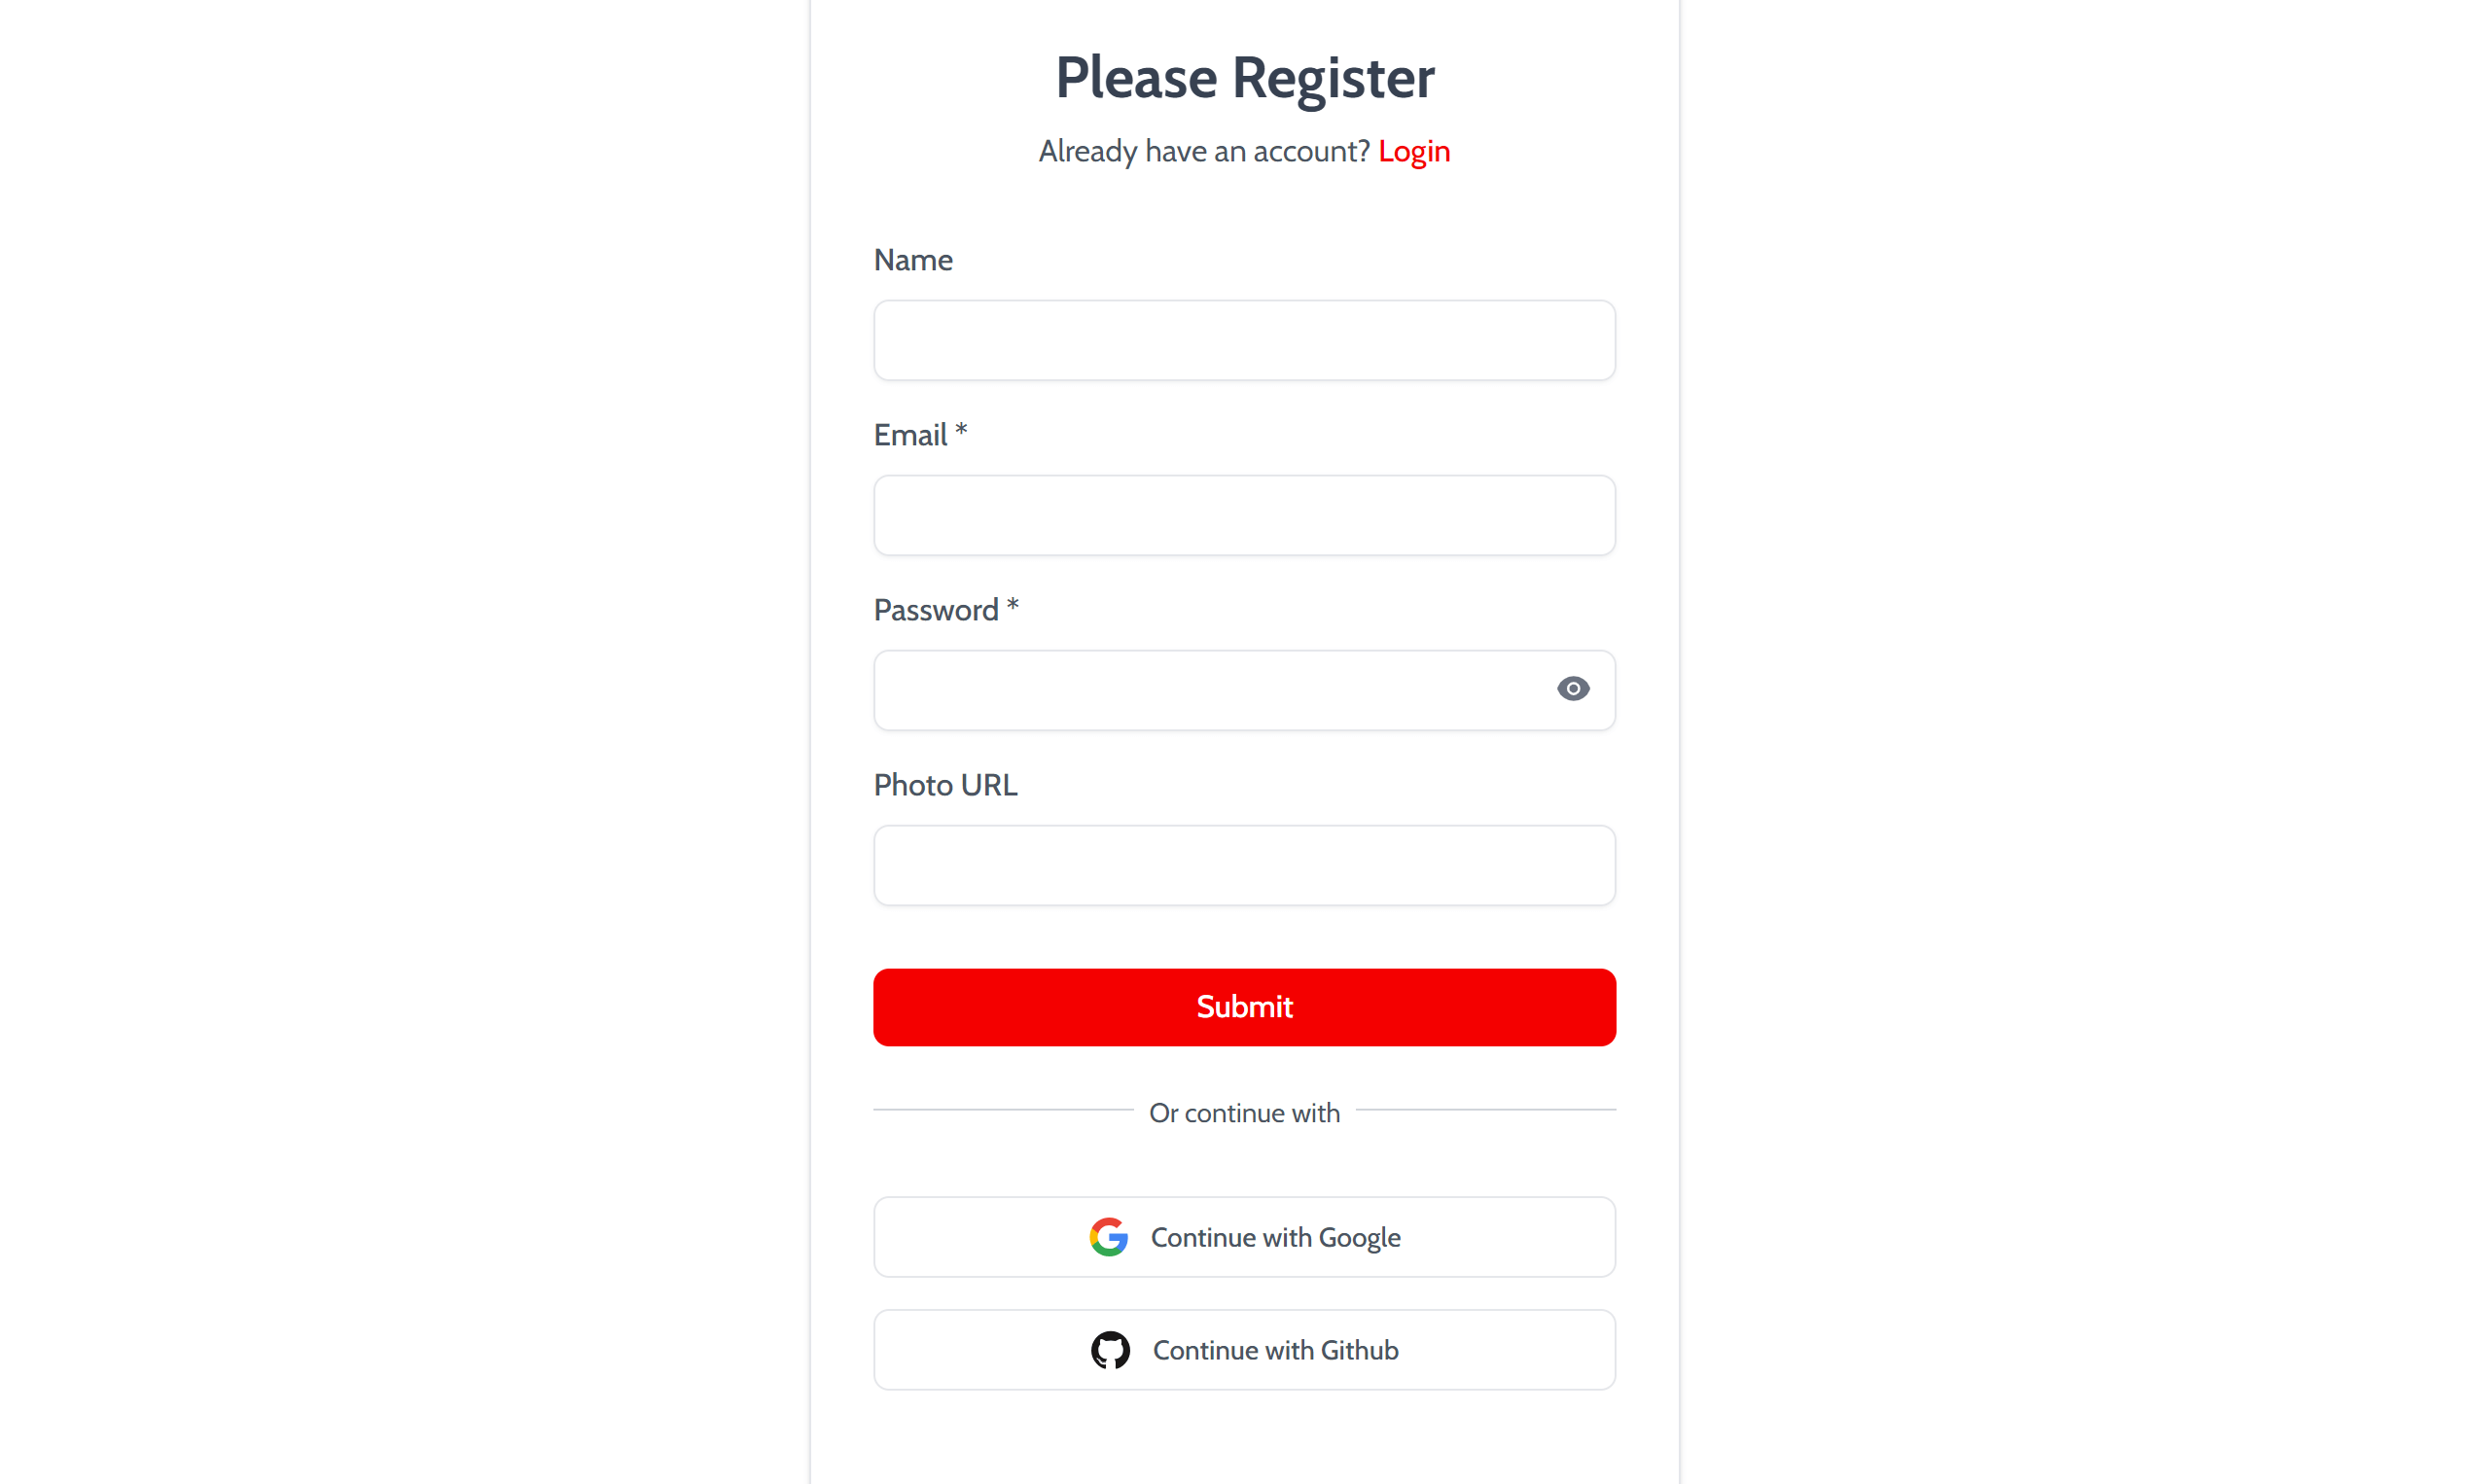 Please Register
Already have an account? Login
Name
Email *
Password *
Photo URL
Submit
Or continue with
Continue with Google
Continue with Github